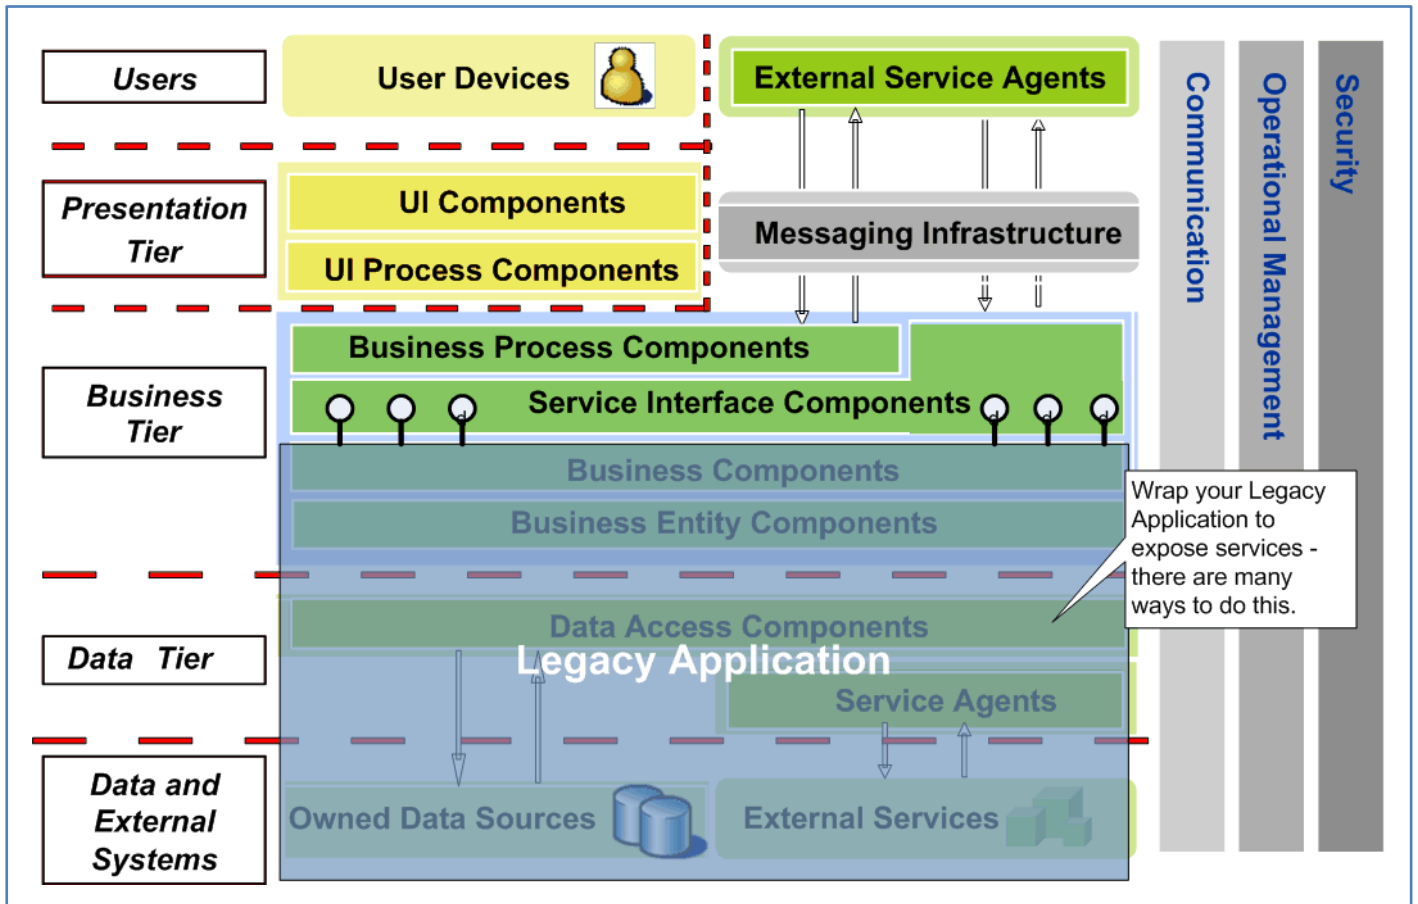 Users
User Devices
External Service Agents
Presentation
Tier
UI Components
UI Process Components
Messaging Infrastructure
Communication
Operational Management
Security
Business
Tier
Business Process Components
Service Interface Components
d
d
d
d
Business Components
Business Entity Components
Wrap your Legacy
Application to
expose services -
there are many
ways to do this.
Data Tier
Data Access Components
Legacy Application
Service Agents
Data and
External
Systems
Owned Data Sources
External Services